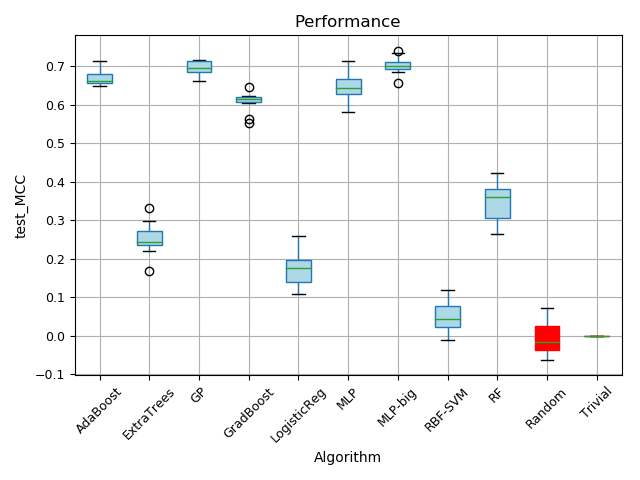 Performance
test_MCC
0.7
0.6
0.5
0.4
0.3
0.2
0.1
0.0
−0.1
AdaBoost
ExtraTrees
GP
GradBoost
LogisticReg
MLP
MLP-big
RBF-SVM
RF
Random
Trivial
Algorithm